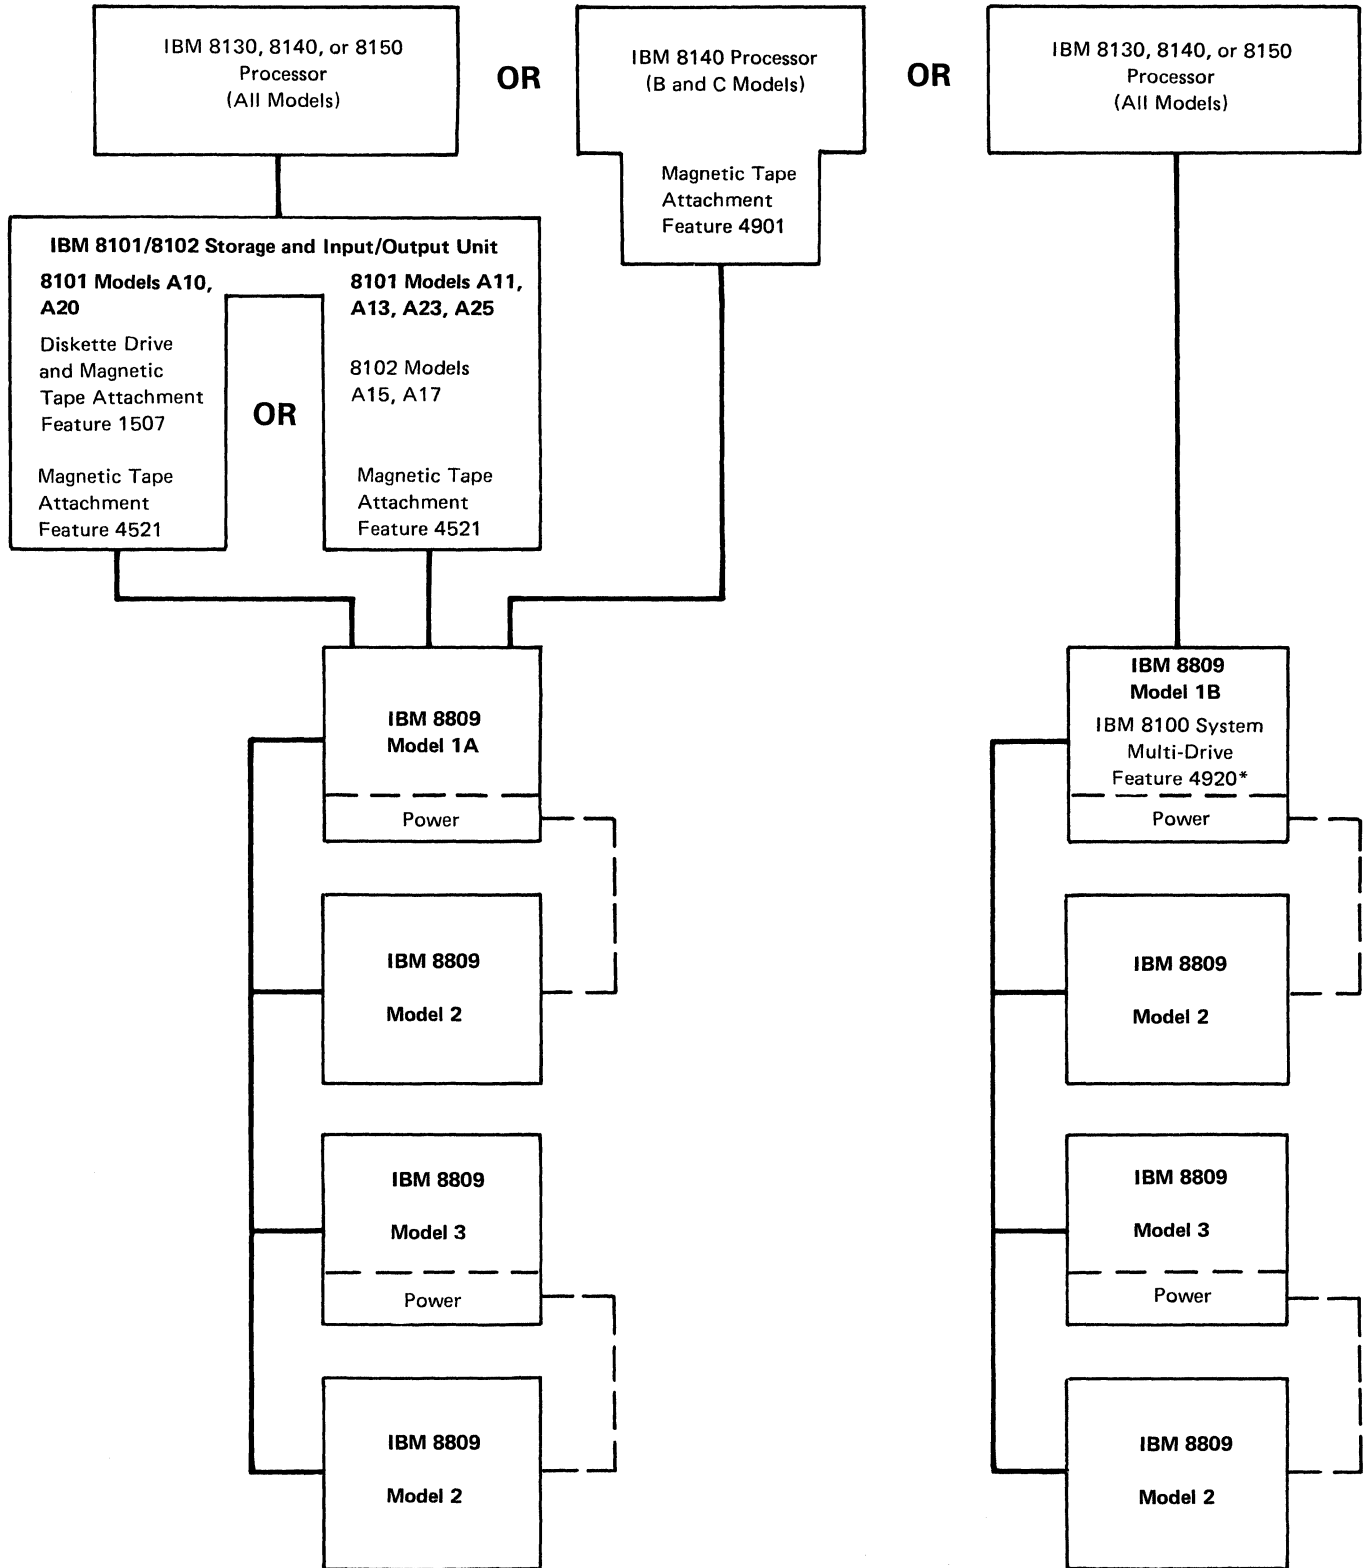 IBM 8130, 8140, or 8150
Processor
(All Models)
OR
IBM 8140 Processor
(B and C Models)
Magnetic Tape
Attachment
Feature 4901
OR
IBM 8130, 8140, or 8150
Processor
(All Models)
IBM 8101/8102 Storage and Input/Output Unit
8101 Models A10,
A20
Diskette Drive
and Magnetic
Tape Attachment
Feature 1507
Magnetic Tape
Attachment
Feature 4521
OR
8101 Models A11,
A13, A23, A25
8102 Models
A15, A17
Magnetic Tape
Attachment
Feature 4521
IBM 8809
Model 1A
Power
IBM 8809
Model 2
IBM 8809
Model 3
Power
IBM 8809
Model 2
IBM 8809
Model 1B
IBM 8100 System
Multi-Drive
Feature 4920*
Power
IBM 8809
Model 2
IBM 8809
Model 3
Power
IBM 8809
Model 2